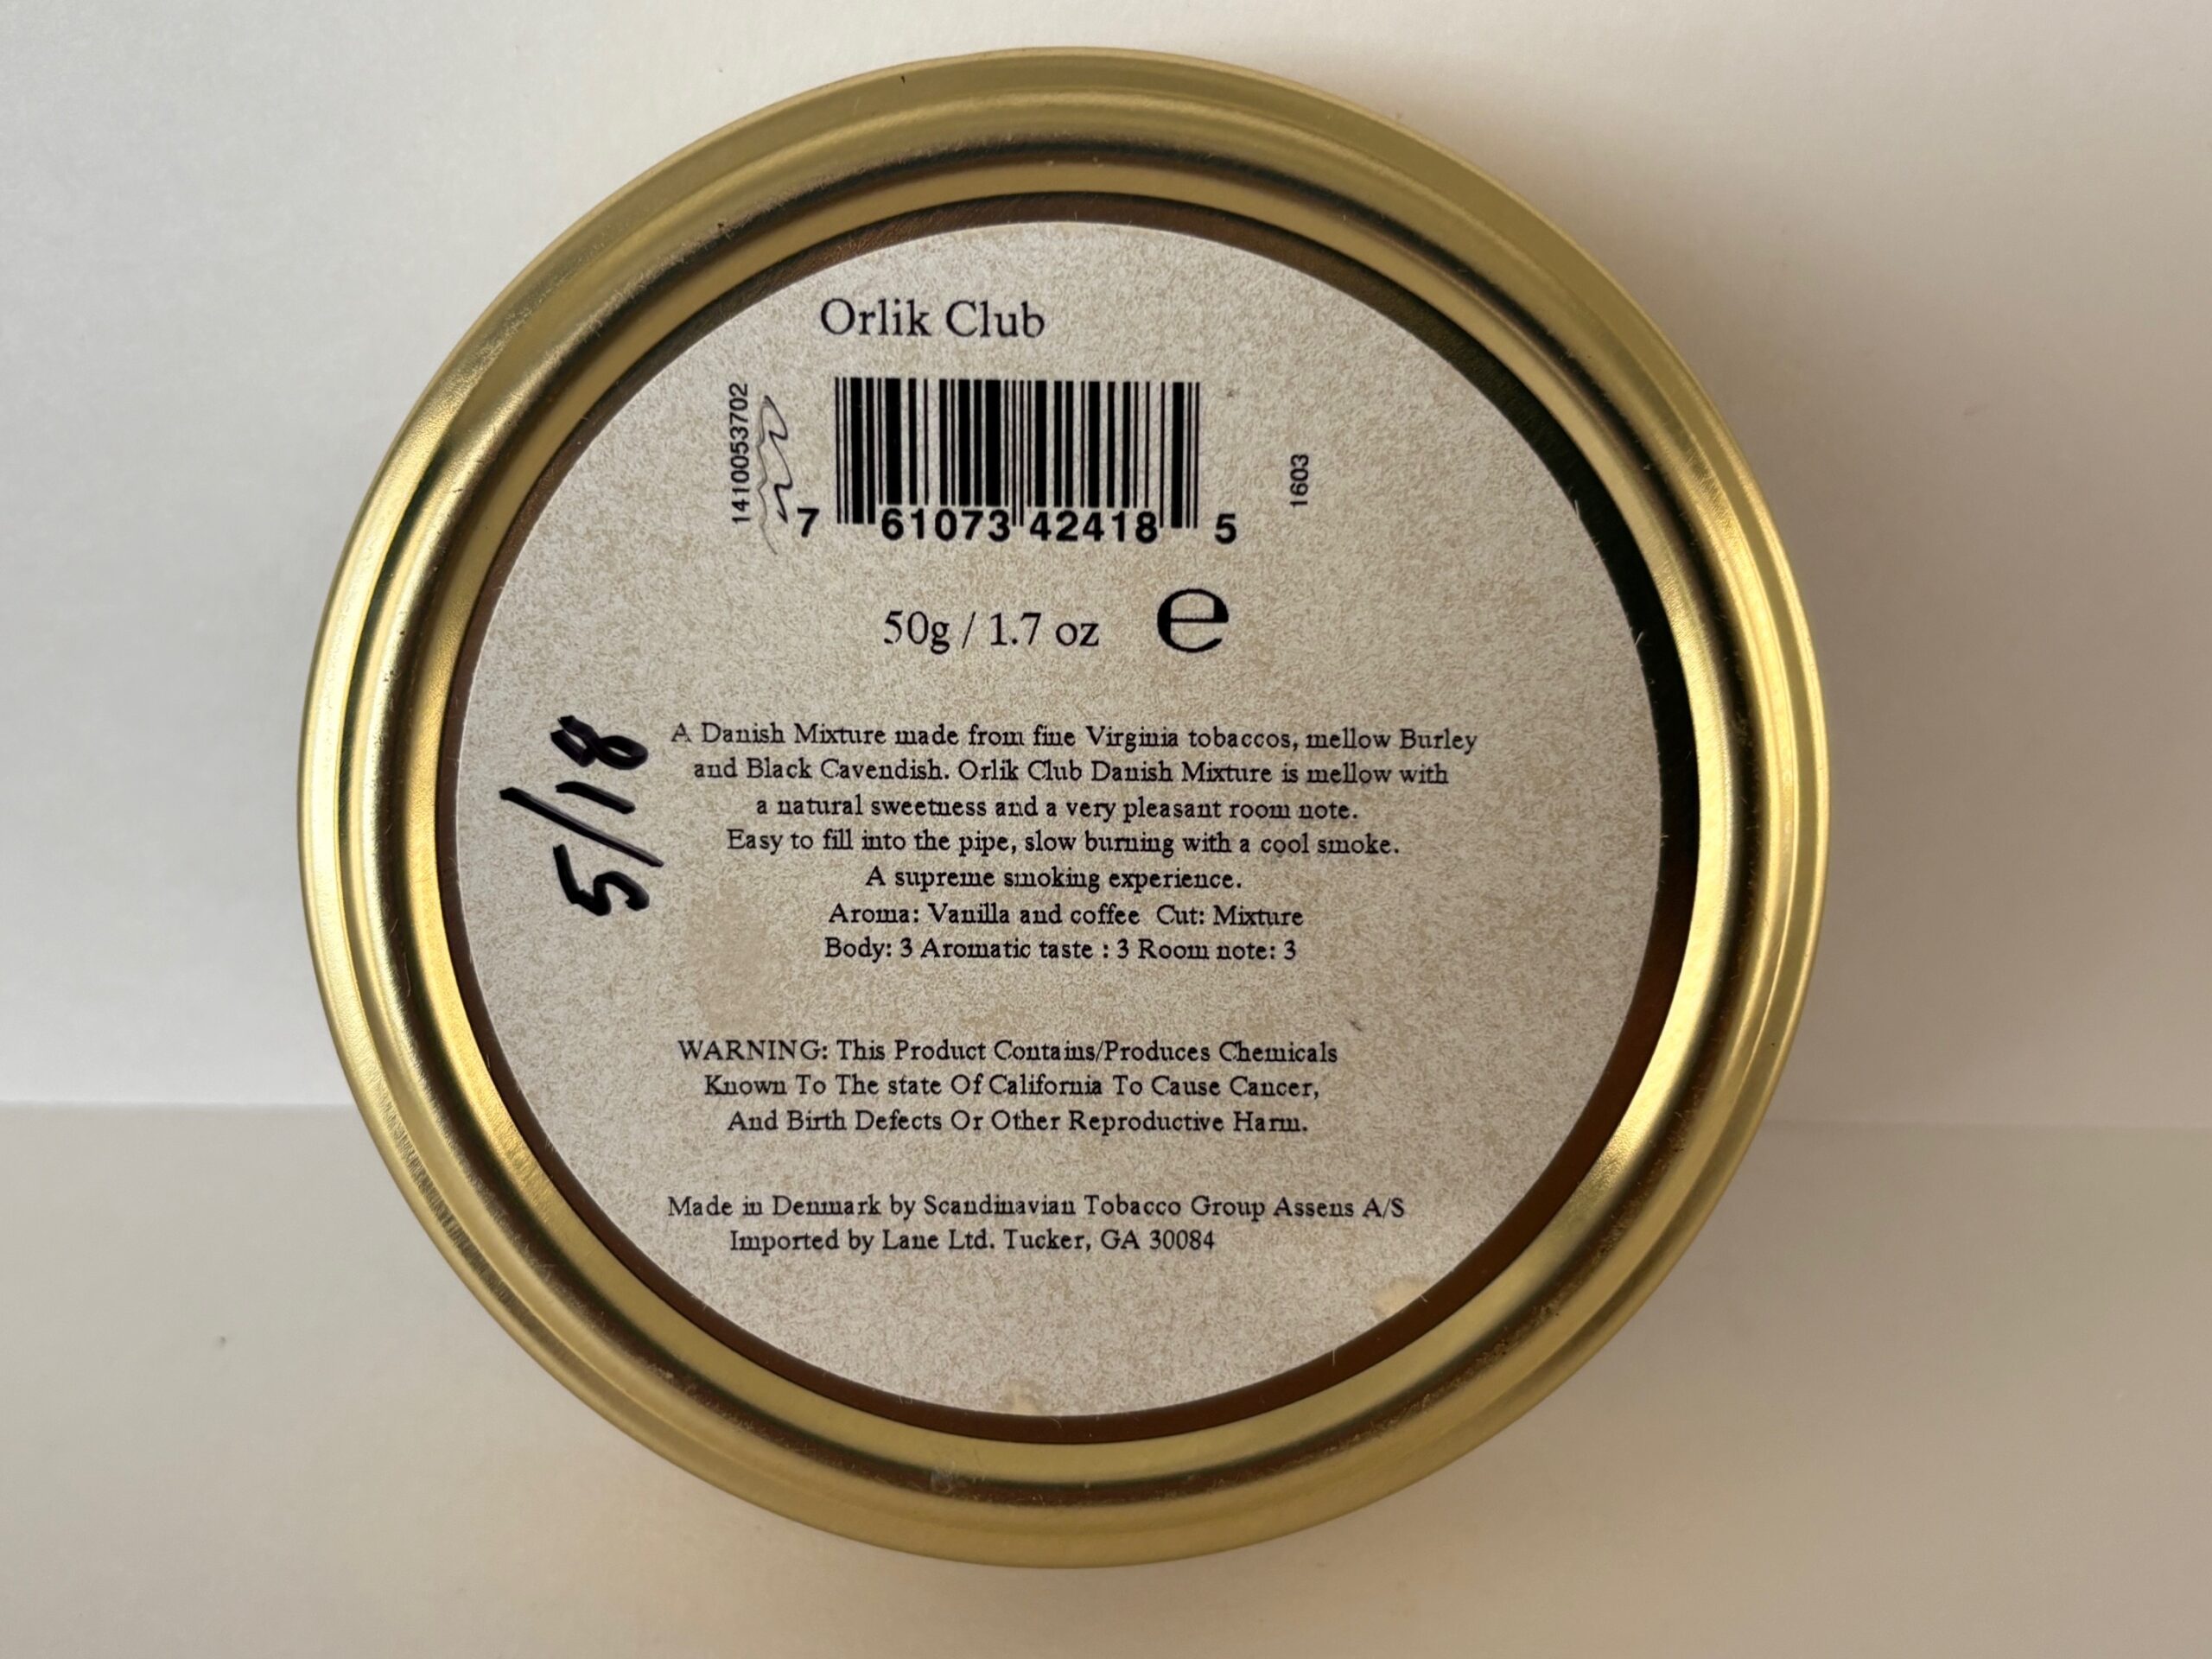 Orlik Club
1410053702
7 61073 42418 5
1603
50g / 1.7 oz e
5/18
A Danish Mixture made from fine Virginia tobaccos, mellow Burley
and Black Cavendish. Orlik Club Danish Mixture is mellow with
a natural sweetness and a very pleasant room note.
Easy to fill into the pipe, slow burning with a cool smoke.
A supreme smoking experience.
Aroma: Vanilla and coffee Cut: Mixture
Body: 3 Aromatic taste : 3 Room note: 3
WARNING: This Product Contains/Produces Chemicals
Known To The state Of California To Cause Cancer,
And Birth Defects Or Other Reproductive Harm.
Made in Denmark by Scandinavian Tobacco Group Assens A/S
Imported by Lane Ltd. Tucker, GA 30084